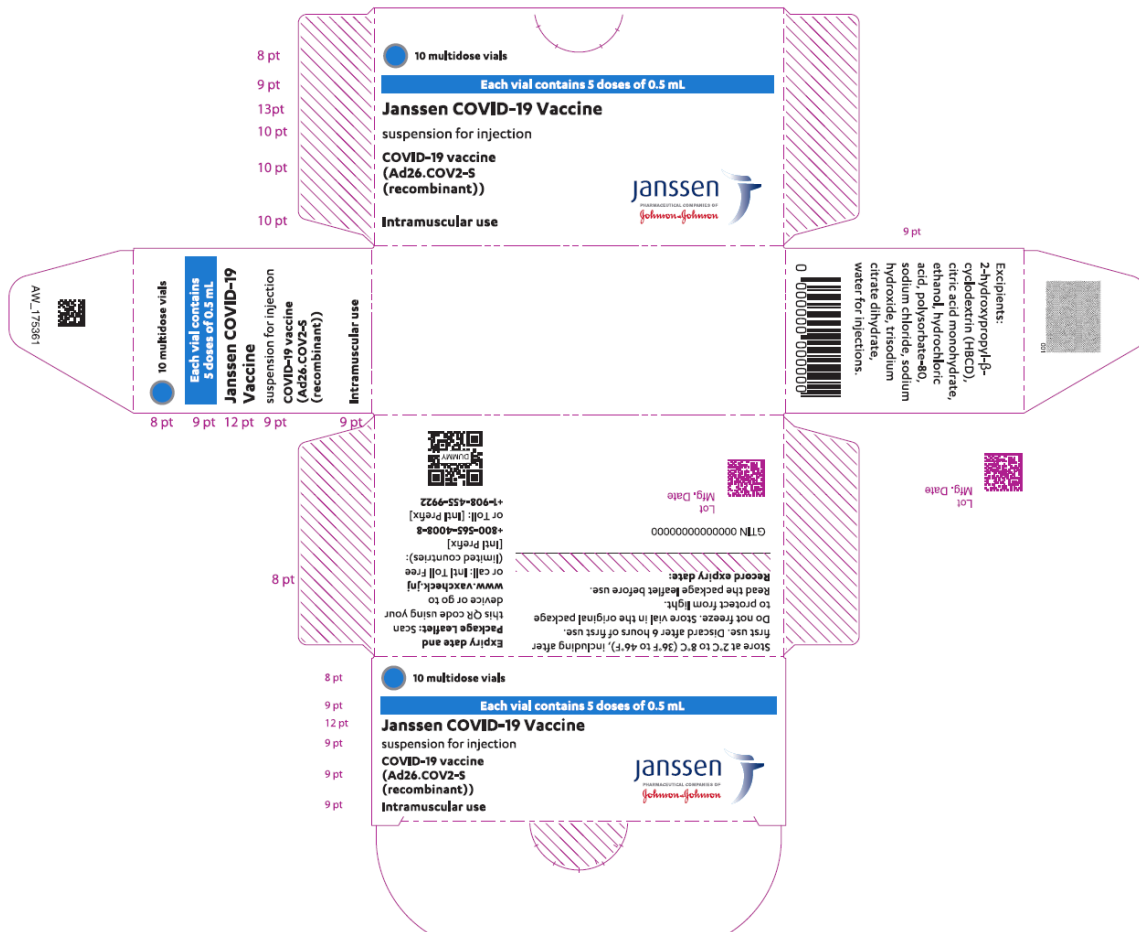 8 pt
10 multidose vials
9 pt
Each vial contains 5 doses of 0.5 mL
13pt
Janssen COVID-19 Vaccine
10 pt
suspension for injection
10 pt
COVID-19 vaccine
(Ad26.COV2-S
(recombinant))
janssen
PHARMACEUTICAL COMPANIES OF
Johnson & Johnson
10 pt
Intramuscular use
AW_175361
10 multidose vials
Each vial contains
5 doses of 0.5 mL
Janssen COVID-19
Vaccine
suspension for injection
COVID-19 vaccine
(Ad26.COV2-S
(recombinant))
Intramuscular use
8 pt
9 pt
12 pt
9 pt
9 pt
9 pt
Excipients:
2-hydroxypropyl-β-
cyclodextrin (HBCD),
citric acid monohydrate,
ethanol, hydrochloric
acid, polysorbate-80,
sodium chloride, sodium
hydroxide, trisodium
citrate dihydrate,
water for injections.
0 000000 000000
001
8 pt
Store at 2°C to 8°C (36°F to 46°F), including after
first use. Discard after 6 hours of first use.
Do not freeze. Store vial in the original package
to protect from light.
Read the package leaflet before use.
Record expiry date:
GTIN 00000000000000
Lot
Mfg. Date
Expiry date and
Package Leaflet: Scan
this QR code using your
device or go to
www.vaxcheck.jnj
or call: Intl Toll Free
(limited countries):
[Intl Prefix]
+800-565-4008-8
or Toll: [Intl Prefix]
+1-908-455-9922
DUMMY
Lot
Mfg. Date
8 pt
10 multidose vials
9 pt
Each vial contains 5 doses of 0.5 mL
12 pt
Janssen COVID-19 Vaccine
9 pt
suspension for injection
9 pt
COVID-19 vaccine
(Ad26.COV2-S
(recombinant))
janssen
PHARMACEUTICAL COMPANIES OF
Johnson & Johnson
9 pt
Intramuscular use